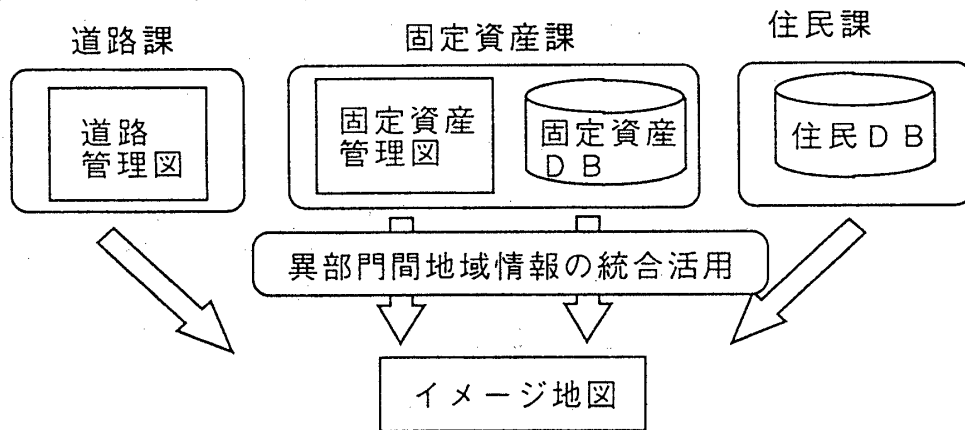 道路課
固定資産課
住民課
道路
管理図
固定資産
管理図
固定資産
ＤＢ
住民ＤＢ
異部門間地域情報の統合活用
イメージ地図